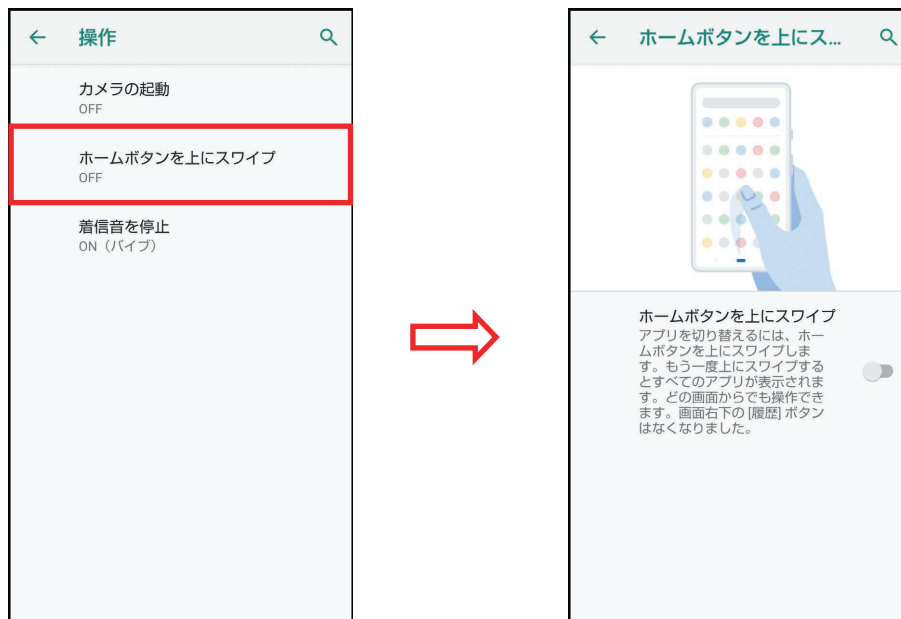 操作
カメラの起動
OFF
ホームボタンを上にスワイプ
OFF
着信音を停止
ON（バイブ）
ホームボタンを上にス...
ホームボタンを上にスワイプ
アプリを切り替えるには、ホー
ムボタンを上にスワイプしま
す。もう一度上にスワイプする
とすべてのアプリが表示されま
す。どの画面からでも操作でき
ます。画面右下の [履歴] ボタン
はなくなりました。